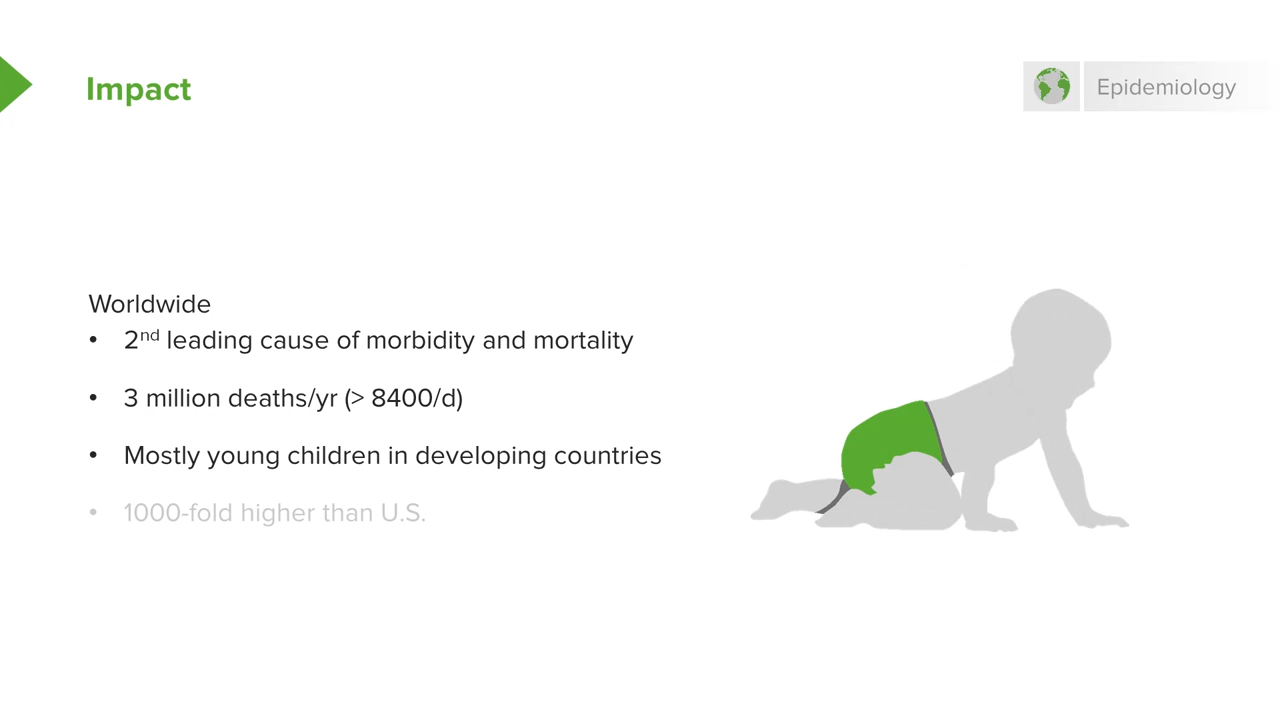 Impact
Epidemiology
Worldwide
• 2nd leading cause of morbidity and mortality
• 3 million deaths/yr (> 8400/d)
• Mostly young children in developing countries
• 1000-fold higher than U.S.